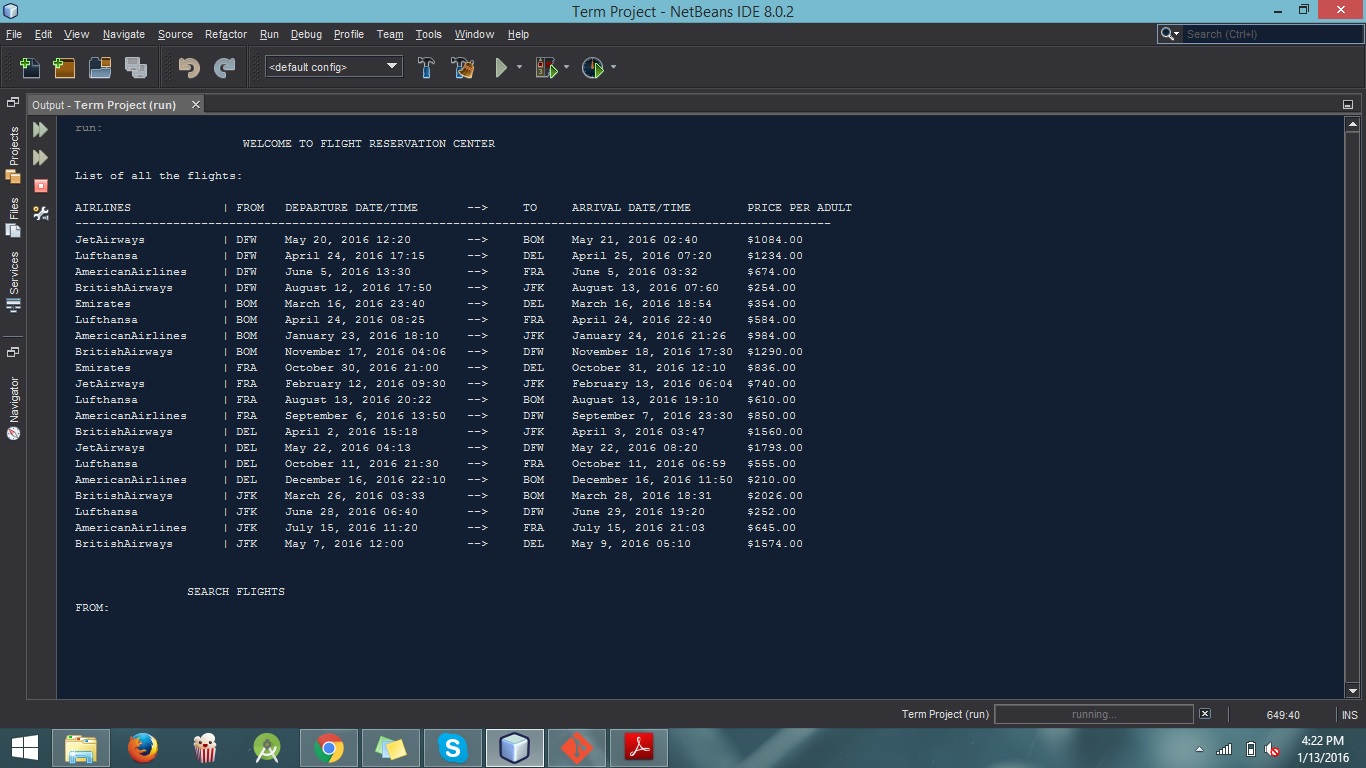 Term Project - NetBeans IDE 8.0.2
File Edit View Navigate Source Refactor Run Debug Profile Team Tools Window Help
Search (Ctrl+I)
<default config>
Output - Term Project (run)
Projects
Files
Services
Navigator
run:
WELCOME TO FLIGHT RESERVATION CENTER
List of all the flights:
AIRLINES | FROM DEPARTURE DATE/TIME --> TO ARRIVAL DATE/TIME PRICE PER ADULT
------------------------------------------------------------------------------------------------------------
JetAirways | DFW May 20, 2016 12:20 --> BOM May 21, 2016 02:40 $1084.00
Lufthansa | DFW April 24, 2016 17:15 --> DEL April 25, 2016 07:20 $1234.00
AmericanAirlines | DFW June 5, 2016 13:30 --> FRA June 5, 2016 03:32 $674.00
BritishAirways | DFW August 12, 2016 17:50 --> JFK August 13, 2016 07:60 $254.00
Emirates | BOM March 16, 2016 23:40 --> DEL March 16, 2016 18:54 $354.00
Lufthansa | BOM April 24, 2016 08:25 --> FRA April 24, 2016 22:40 $584.00
AmericanAirlines | BOM January 23, 2016 18:10 --> JFK January 24, 2016 21:26 $984.00
BritishAirways | BOM November 17, 2016 04:06 --> DFW November 18, 2016 17:30 $1290.00
Emirates | FRA October 30, 2016 21:00 --> DEL October 31, 2016 12:10 $836.00
JetAirways | FRA February 12, 2016 09:30 --> JFK February 13, 2016 06:04 $740.00
Lufthansa | FRA August 13, 2016 20:22 --> BOM August 13, 2016 19:10 $610.00
AmericanAirlines | FRA September 6, 2016 13:50 --> DFW September 7, 2016 23:30 $850.00
BritishAirways | DEL April 2, 2016 15:18 --> JFK April 3, 2016 03:47 $1560.00
JetAirways | DEL May 22, 2016 04:13 --> DFW May 22, 2016 08:20 $1793.00
Lufthansa | DEL October 11, 2016 21:30 --> FRA October 11, 2016 06:59 $555.00
AmericanAirlines | DEL December 16, 2016 22:10 --> BOM December 16, 2016 11:50 $210.00
BritishAirways | JFK March 26, 2016 03:33 --> BOM March 28, 2016 18:31 $2026.00
Lufthansa | JFK June 28, 2016 06:40 --> DFW June 29, 2016 19:20 $252.00
AmericanAirlines | JFK July 15, 2016 11:20 --> FRA July 15, 2016 21:03 $645.00
BritishAirways | JFK May 7, 2016 12:00 --> DEL May 9, 2016 05:10 $1574.00
SEARCH FLIGHTS
FROM:
Term Project (run) running... 649:40 INS
4:22 PM
1/13/2016